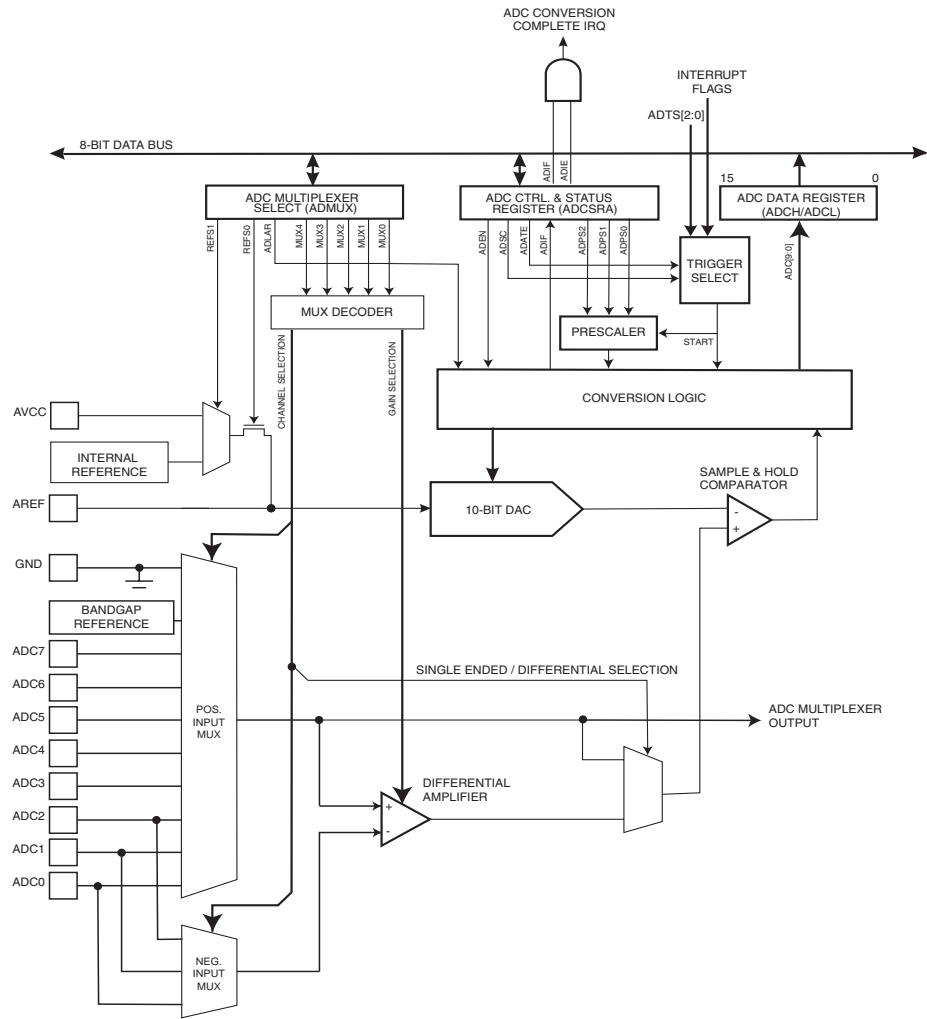 ADC CONVERSION
COMPLETE IRQ
INTERRUPT
FLAGS
ADTS[2:0]
8-BIT DATA BUS
ADIF
ADIE
15
0
ADC MULTIPLEXER
SELECT (ADMUX)
ADC CTRL. & STATUS
REGISTER (ADCSRA)
ADC DATA REGISTER
(ADCH/ADCL)
REFS1
REFS0
ADLAR
MUX4
MUX3
MUX2
MUX1
MUX0
ADEN
ADSC
ADATE
ADIF
ADPS2
ADPS1
ADPS0
TRIGGER
SELECT
ADC[9:0]
MUX DECODER
PRESCALER
START
CHANNEL SELECTION
GAIN SELECTION
CONVERSION LOGIC
AVCC
INTERNAL
REFERENCE
SAMPLE & HOLD
COMPARATOR
AREF
10-BIT DAC
-
+
GND
BANDGAP
REFERENCE
ADC7
SINGLE ENDED / DIFFERENTIAL SELECTION
ADC6
ADC5
POS.
INPUT
MUX
ADC MULTIPLEXER
OUTPUT
ADC4
ADC3
DIFFERENTIAL
AMPLIFIER
+
-
ADC2
ADC1
ADC0
NEG.
INPUT
MUX